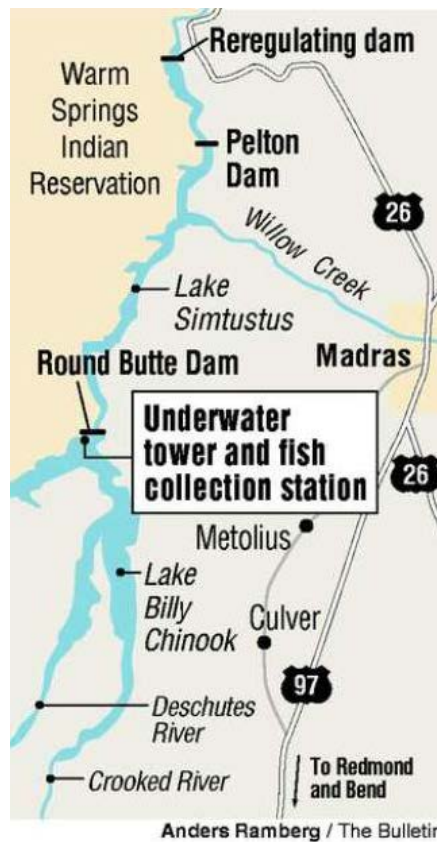 Reregulating dam
Warm
Springs
Indian
Reservation
Pelton
Dam
26
Willow Creek
Lake
Simtustus
Madras
Round Butte Dam
Underwater
tower and fish
collection station
26
Metolius
Lake
Billy
Chinook
Culver
97
Deschutes
River
Crooked River
To Redmond
and Bend
Anders Ramberg / The Bulletin